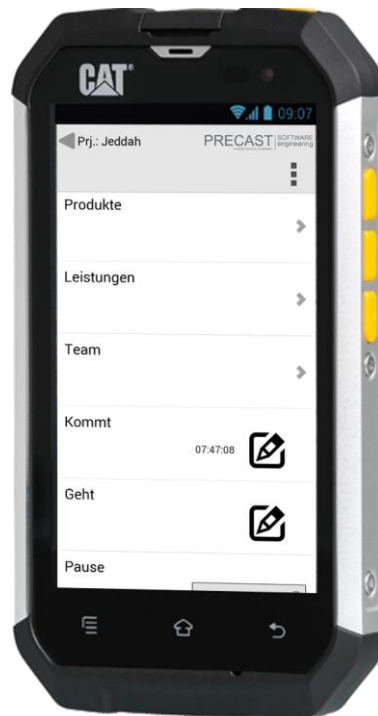 CAT®
09:07
Prj.: Jeddah PRECAST SOFTWARE engineering
Produkte
Leistungen
Team
Kommt
07:47:08
Geht
Pause